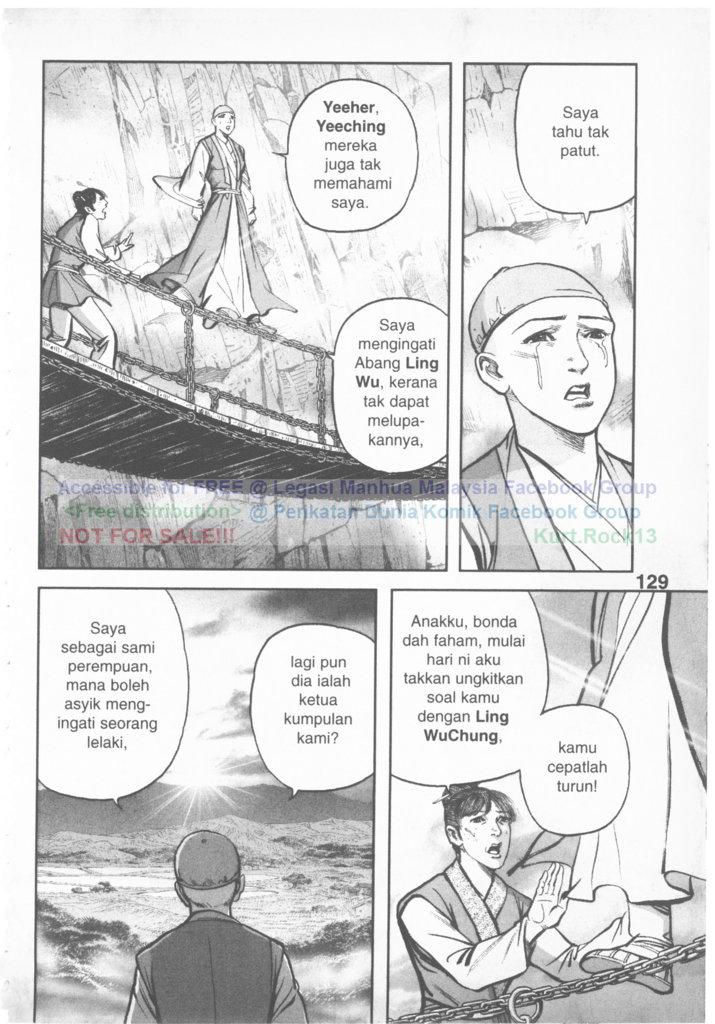 Yeeher,
Yeeching
mereka
juga tak
memahami
saya.
Saya
mengingati
Abang Ling
Wu, kerana
tak dapat
melupa-
kannya,
Saya
tahu tak
patut.
Accessible for FREE @ Legasi Manhua Malaysia Facebook Group
<Free distribution> @ Perikatan Dunia Komik Facebook Group
NOT FOR SALE!!! Kurt.Rock13
129
Saya
sebagai sami
perempuan,
mana boleh
asyik meng-
ingati seorang
lelaki,
lagi pun
dia ialah
ketua
kumpulan
kami?
Anakku, bonda
dah faham, mulai
hari ni aku
takkan ungkitkan
soal kamu
dengan Ling
WuChung,
kamu
cepatlah
turun!